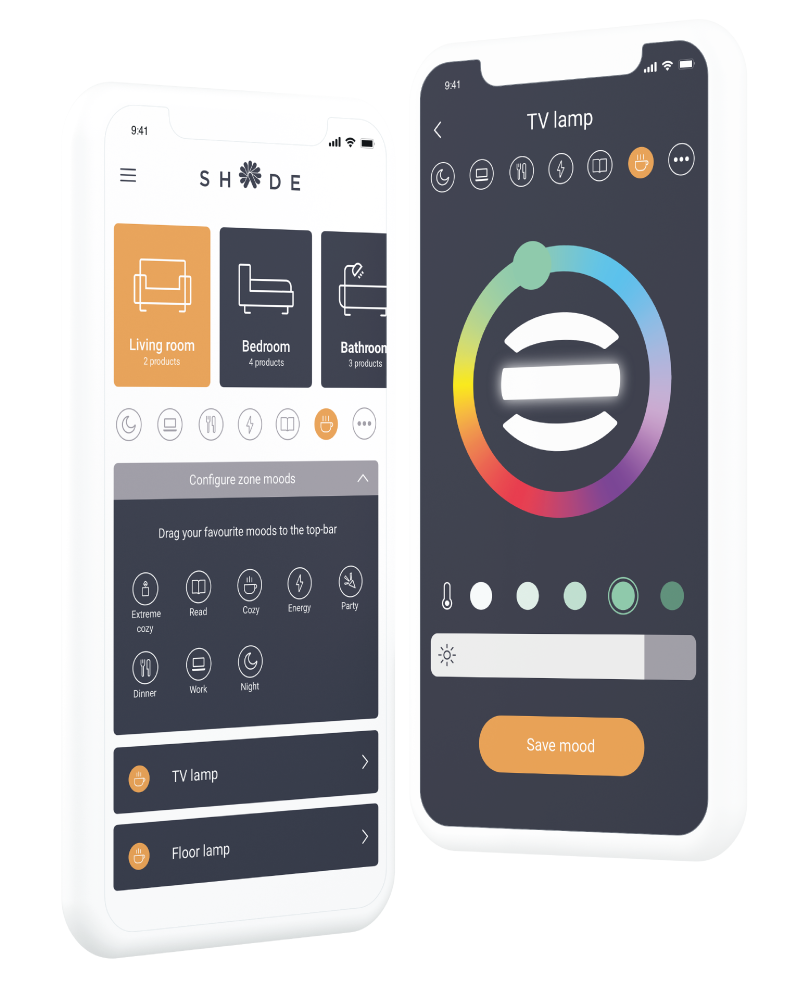 9:41
SHADE
Living room
2 products
Bedroom
4 products
Bathroom
3 products
Configure zone moods
Drag your favourite moods to the top-bar
Extreme
cozy
Read
Cozy
Energy
Party
Dinner
Work
Night
TV lamp
Floor lamp
9:41
TV lamp
Save mood